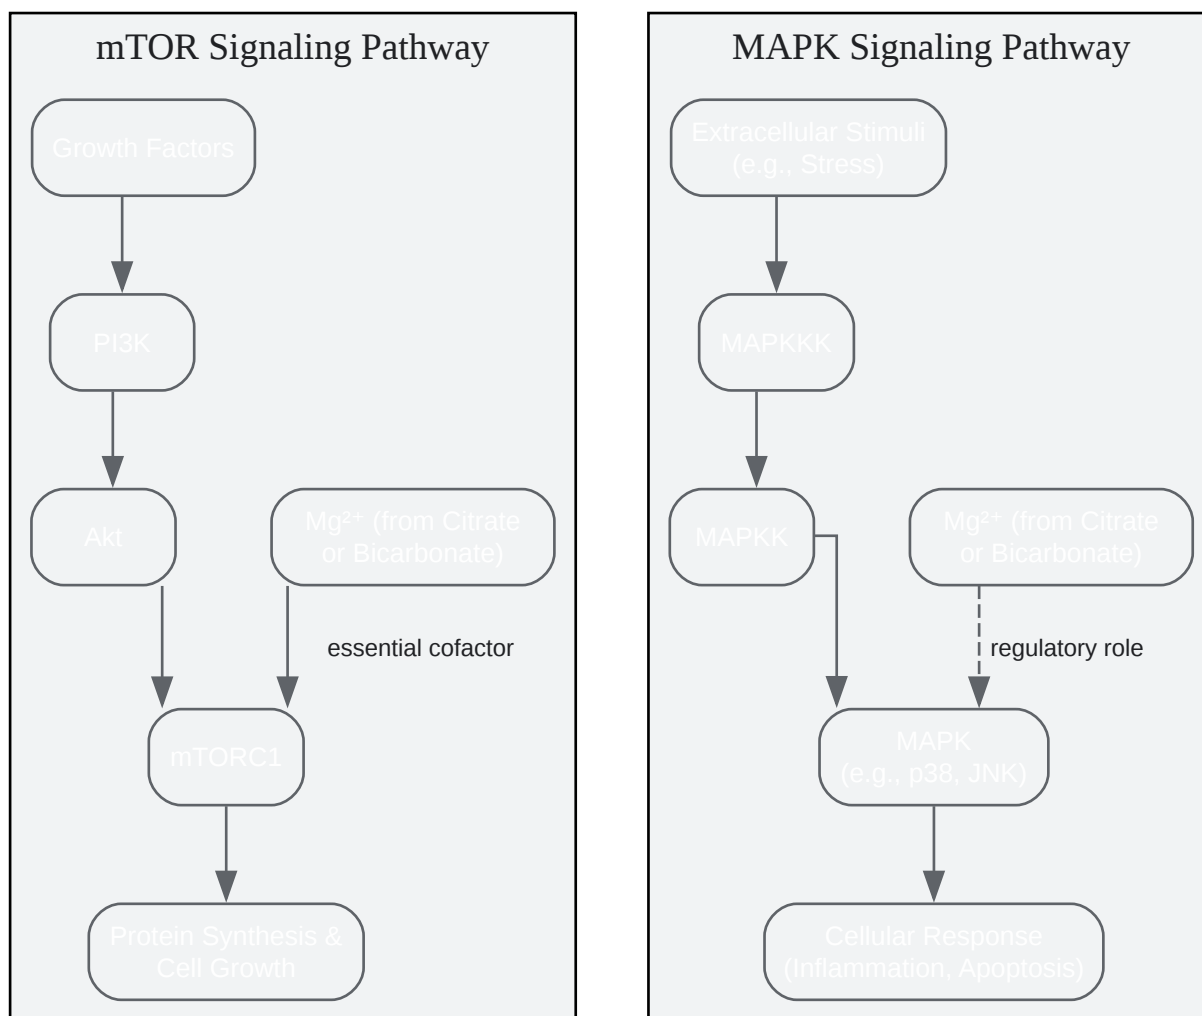 mTOR Signaling Pathway
Growth Factors
PI3K
Akt
Mg²⁺ (from Citrate
or Bicarbonate)
essential cofactor
mTORC1
Protein Synthesis &
Cell Growth
MAPK Signaling Pathway
Extracellular Stimuli
(e.g., Stress)
MAPKKK
MAPKK
Mg²⁺ (from Citrate
or Bicarbonate)
regulatory role
MAPK
(e.g., p38, JNK)
Cellular Response
(Inflammation, Apoptosis)